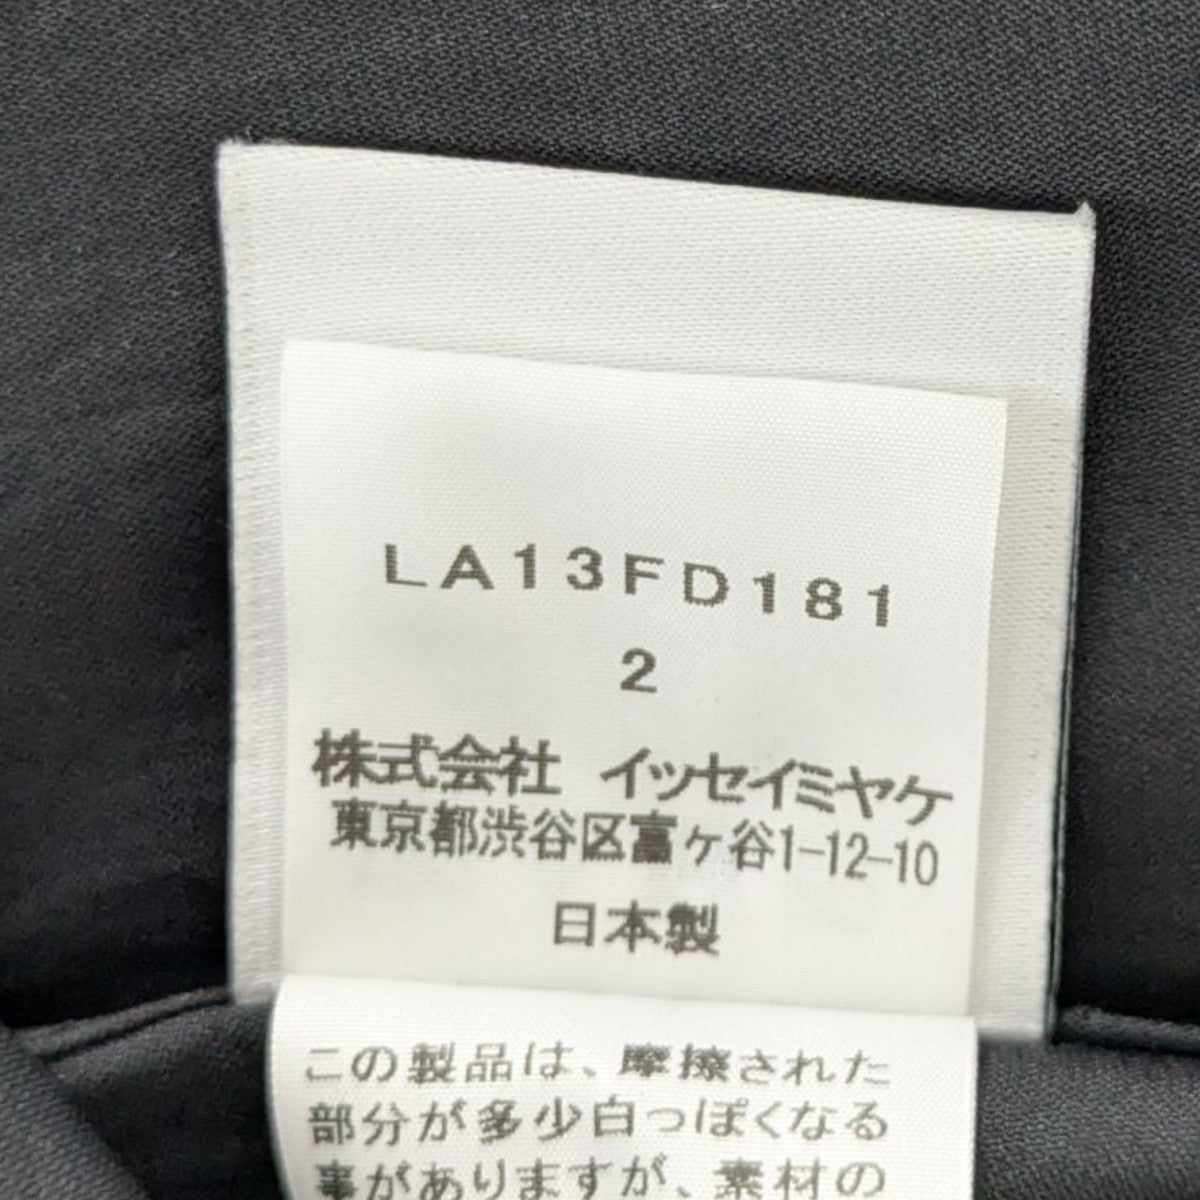 LA13FD181
2
株式会社 イッセイミヤケ
東京都渋谷区富ヶ谷1-12-10
日本製
この製品は、摩擦された
部分が多少白っぽくなる
事がありますが、素材の